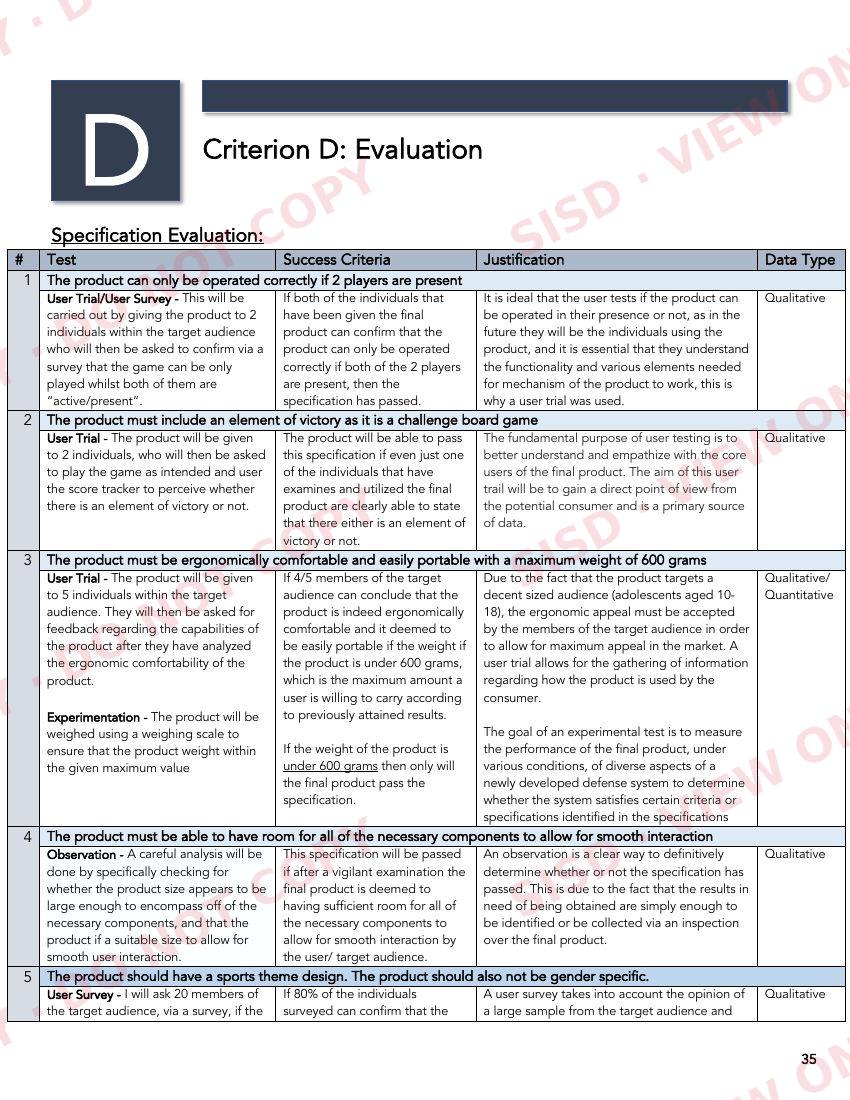 D
Criterion D: Evaluation
Specification Evaluation:
# Test Success Criteria Justification Data Type
1 The product can only be operated correctly if 2 players are present
User Trial/User Survey - This will be
carried out by giving the product to 2
individuals within the target audience
who will then be asked to confirm via a
survey that the game can be only
played whilst both of them are
“active/present”.
If both of the individuals that
have been given the final
product can confirm that the
product can only be operated
correctly if both of the 2 players
are present, then the
specification has passed.
It is ideal that the user tests if the product can
be operated in their presence or not, as in the
future they will be the individuals using the
product, and it is essential that they understand
the functionality and various elements needed
for mechanism of the product to work, this is
why a user trial was used.
Qualitative
2 The product must include an element of victory as it is a challenge board game
User Trial - The product will be given
to 2 individuals, who will then be asked
to play the game as intended and user
the score tracker to perceive whether
there is an element of victory or not.
The product will be able to pass
this specification if even just one
of the individuals that have
examines and utilized the final
product are clearly able to state
that there either is an element of
victory or not.
The fundamental purpose of user testing is to
better understand and empathize with the core
users of the final product. The aim of this user
trail will be to gain a direct point of view from
the potential consumer and is a primary source
of data.
Qualitative
3 The product must be ergonomically comfortable and easily portable with a maximum weight of 600 grams
User Trial - The product will be given
to 5 individuals within the target
audience. They will then be asked for
feedback regarding the capabilities of
the product after they have analyzed
the ergonomic comfortability of the
product.
Experimentation - The product will be
weighed using a weighing scale to
ensure that the product weight within
the given maximum value
If 4/5 members of the target
audience can conclude that the
product is indeed ergonomically
comfortable and it deemed to
be easily portable if the weight if
the product is under 600 grams,
which is the maximum amount a
user is willing to carry according
to previously attained results.
If the weight of the product is
under 600 grams then only will
the final product pass the
specification.
Due to the fact that the product targets a
decent sized audience (adolescents aged 10-
18), the ergonomic appeal must be accepted
by the members of the target audience in order
to allow for maximum appeal in the market. A
user trial allows for the gathering of information
regarding how the product is used by the
consumer.
The goal of an experimental test is to measure
the performance of the final product, under
various conditions, of diverse aspects of a
newly developed defense system to determine
whether the system satisfies certain criteria or
specifications identified in the specifications
Qualitative/
Quantitative
4 The product must be able to have room for all of the necessary components to allow for smooth interaction
Observation - A careful analysis will be
done by specifically checking for
whether the product size appears to be
large enough to encompass off of the
necessary components, and that the
product if a suitable size to allow for
smooth user interaction.
This specification will be passed
if after a vigilant examination the
final product is deemed to
having sufficient room for all of
the necessary components to
allow for smooth interaction by
the user/ target audience.
An observation is a clear way to definitively
determine whether or not the specification has
passed. This is due to the fact that the results in
need of being obtained are simply enough to
be identified or be collected via an inspection
over the final product.
Qualitative
5 The product should have a sports theme design. The product should also not be gender specific.
User Survey - I will ask 20 members of
the target audience, via a survey, if the
If 80% of the individuals
surveyed can confirm that the
A user survey takes into account the opinion of
a large sample from the target audience and
Qualitative
35
SISD · VIEW ONLY · DO NOT COPY